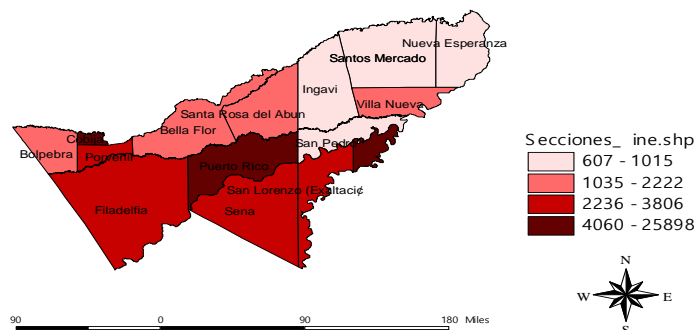 Nueva Esperanza
Santos Mercado
Ingavi
Villa Nueva
Santa Rosa del Abun
Bella Flor
Cobija
Bolpebra
Porvenir
San Pedro
Puerto Rico
San Lorenzo (Exaltació
Filadelfia
Sena
Secciones_ ine.shp
607 - 1015
1035 - 2222
2236 - 3806
4060 - 25898
N
W E
S
90 0 90 180 Miles